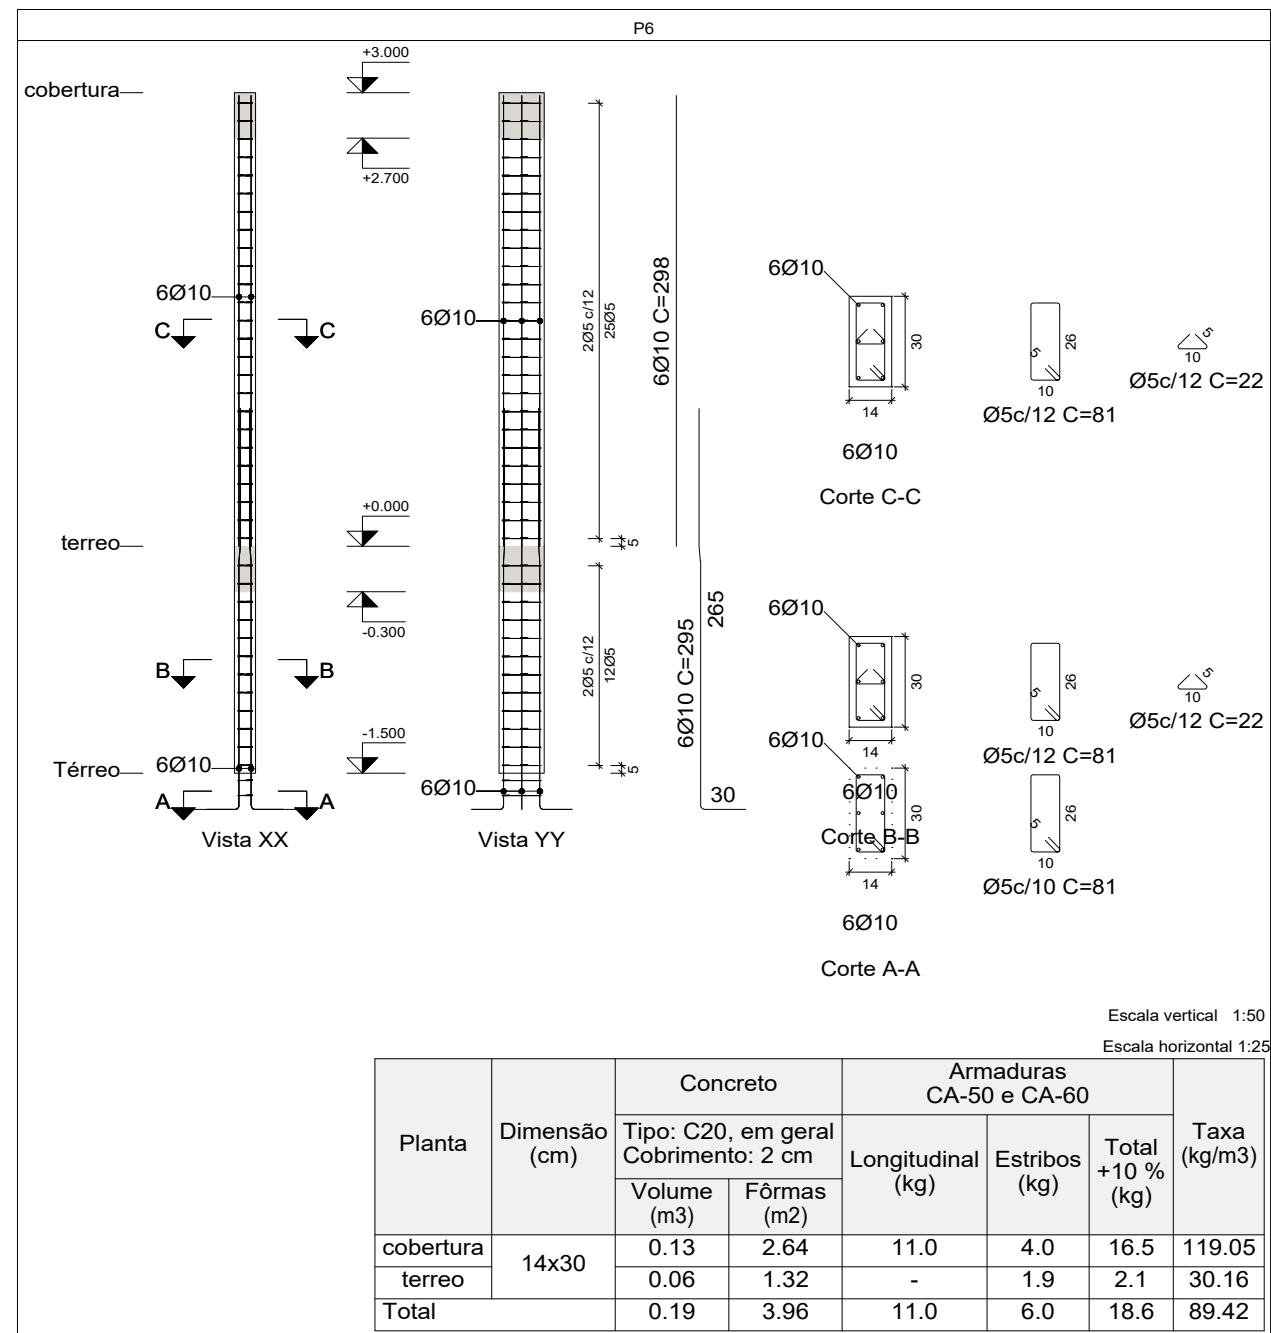 P6
+3.000
cobertura
+2.700
6Ø10
C C
6Ø10
2Ø5 c/12
25Ø5
6Ø10 C=298
6Ø10
30
14
6Ø10
Corte C-C
5
26
10
Ø5c/12 C=81
5
10
Ø5c/12 C=22
+0.000
terreo
5
-0.300
B B
2Ø5 c/12
12Ø5
6Ø10 C=295
265
6Ø10
30
14
6Ø10
Corte B-B
5
26
10
Ø5c/12 C=81
5
10
Ø5c/12 C=22
-1.500
Térreo
6Ø10
5
6Ø10
A A
30
Vista XX
Vista YY
6Ø10
30
14
6Ø10
Corte A-A
5
26
10
Ø5c/10 C=81
Escala vertical 1:50
Escala horizontal 1:25
Planta
Dimensão
(cm)
Concreto
Tipo: C20, em geral
Cobrimento: 2 cm
Volume
(m3)
Fôrmas
(m2)
Armaduras
CA-50 e CA-60
Longitudinal
(kg)
Estribos
(kg)
Total
+10 %
(kg)
Taxa
(kg/m3)
cobertura 14x30 0.13 2.64 11.0 4.0 16.5 119.05
terreo 0.06 1.32 - 1.9 2.1 30.16
Total 0.19 3.96 11.0 6.0 18.6 89.42